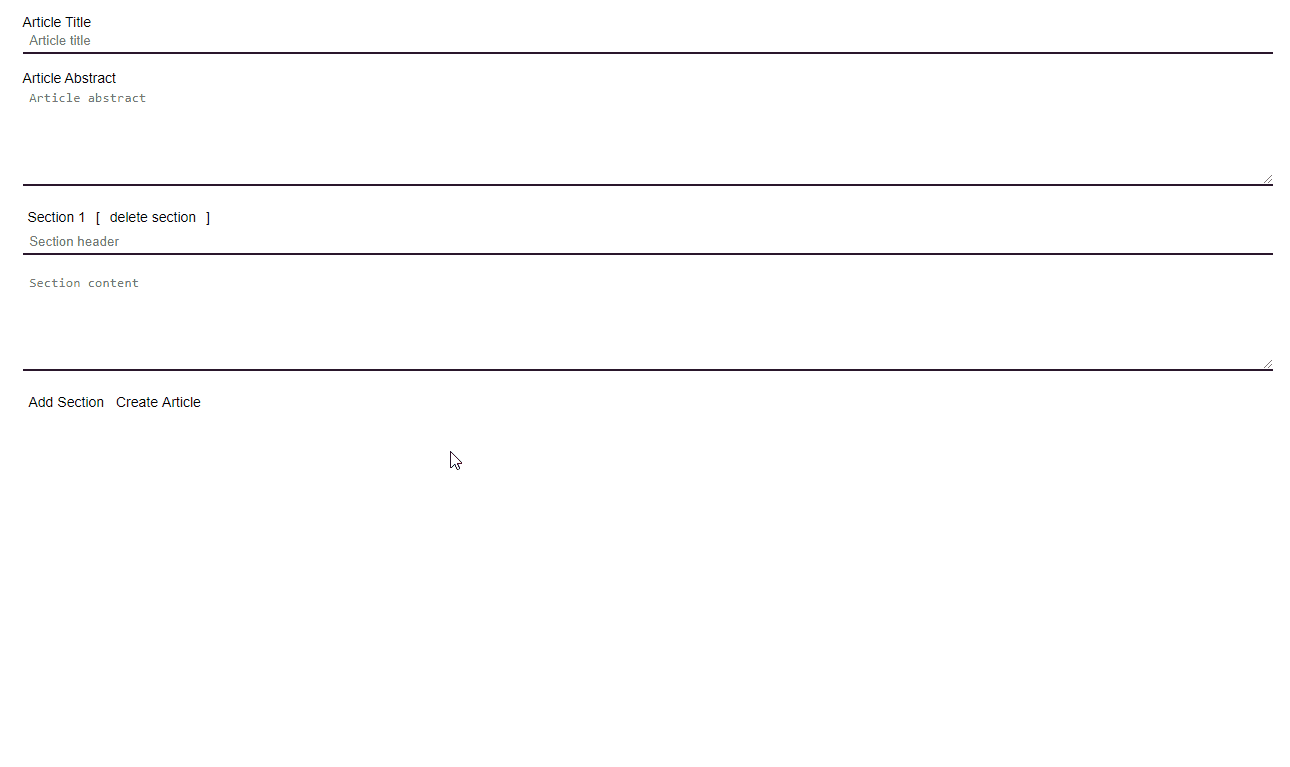 Article Title
Article title
Article Abstract
Article abstract
Section 1 [ delete section ]
Section header
Section content
Add Section Create Article